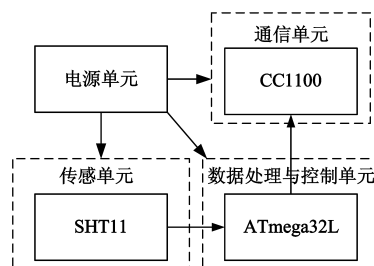 通信单元
电源单元
CC1100
传感单元
数据处理与控制单元
SHT11
ATmega32L